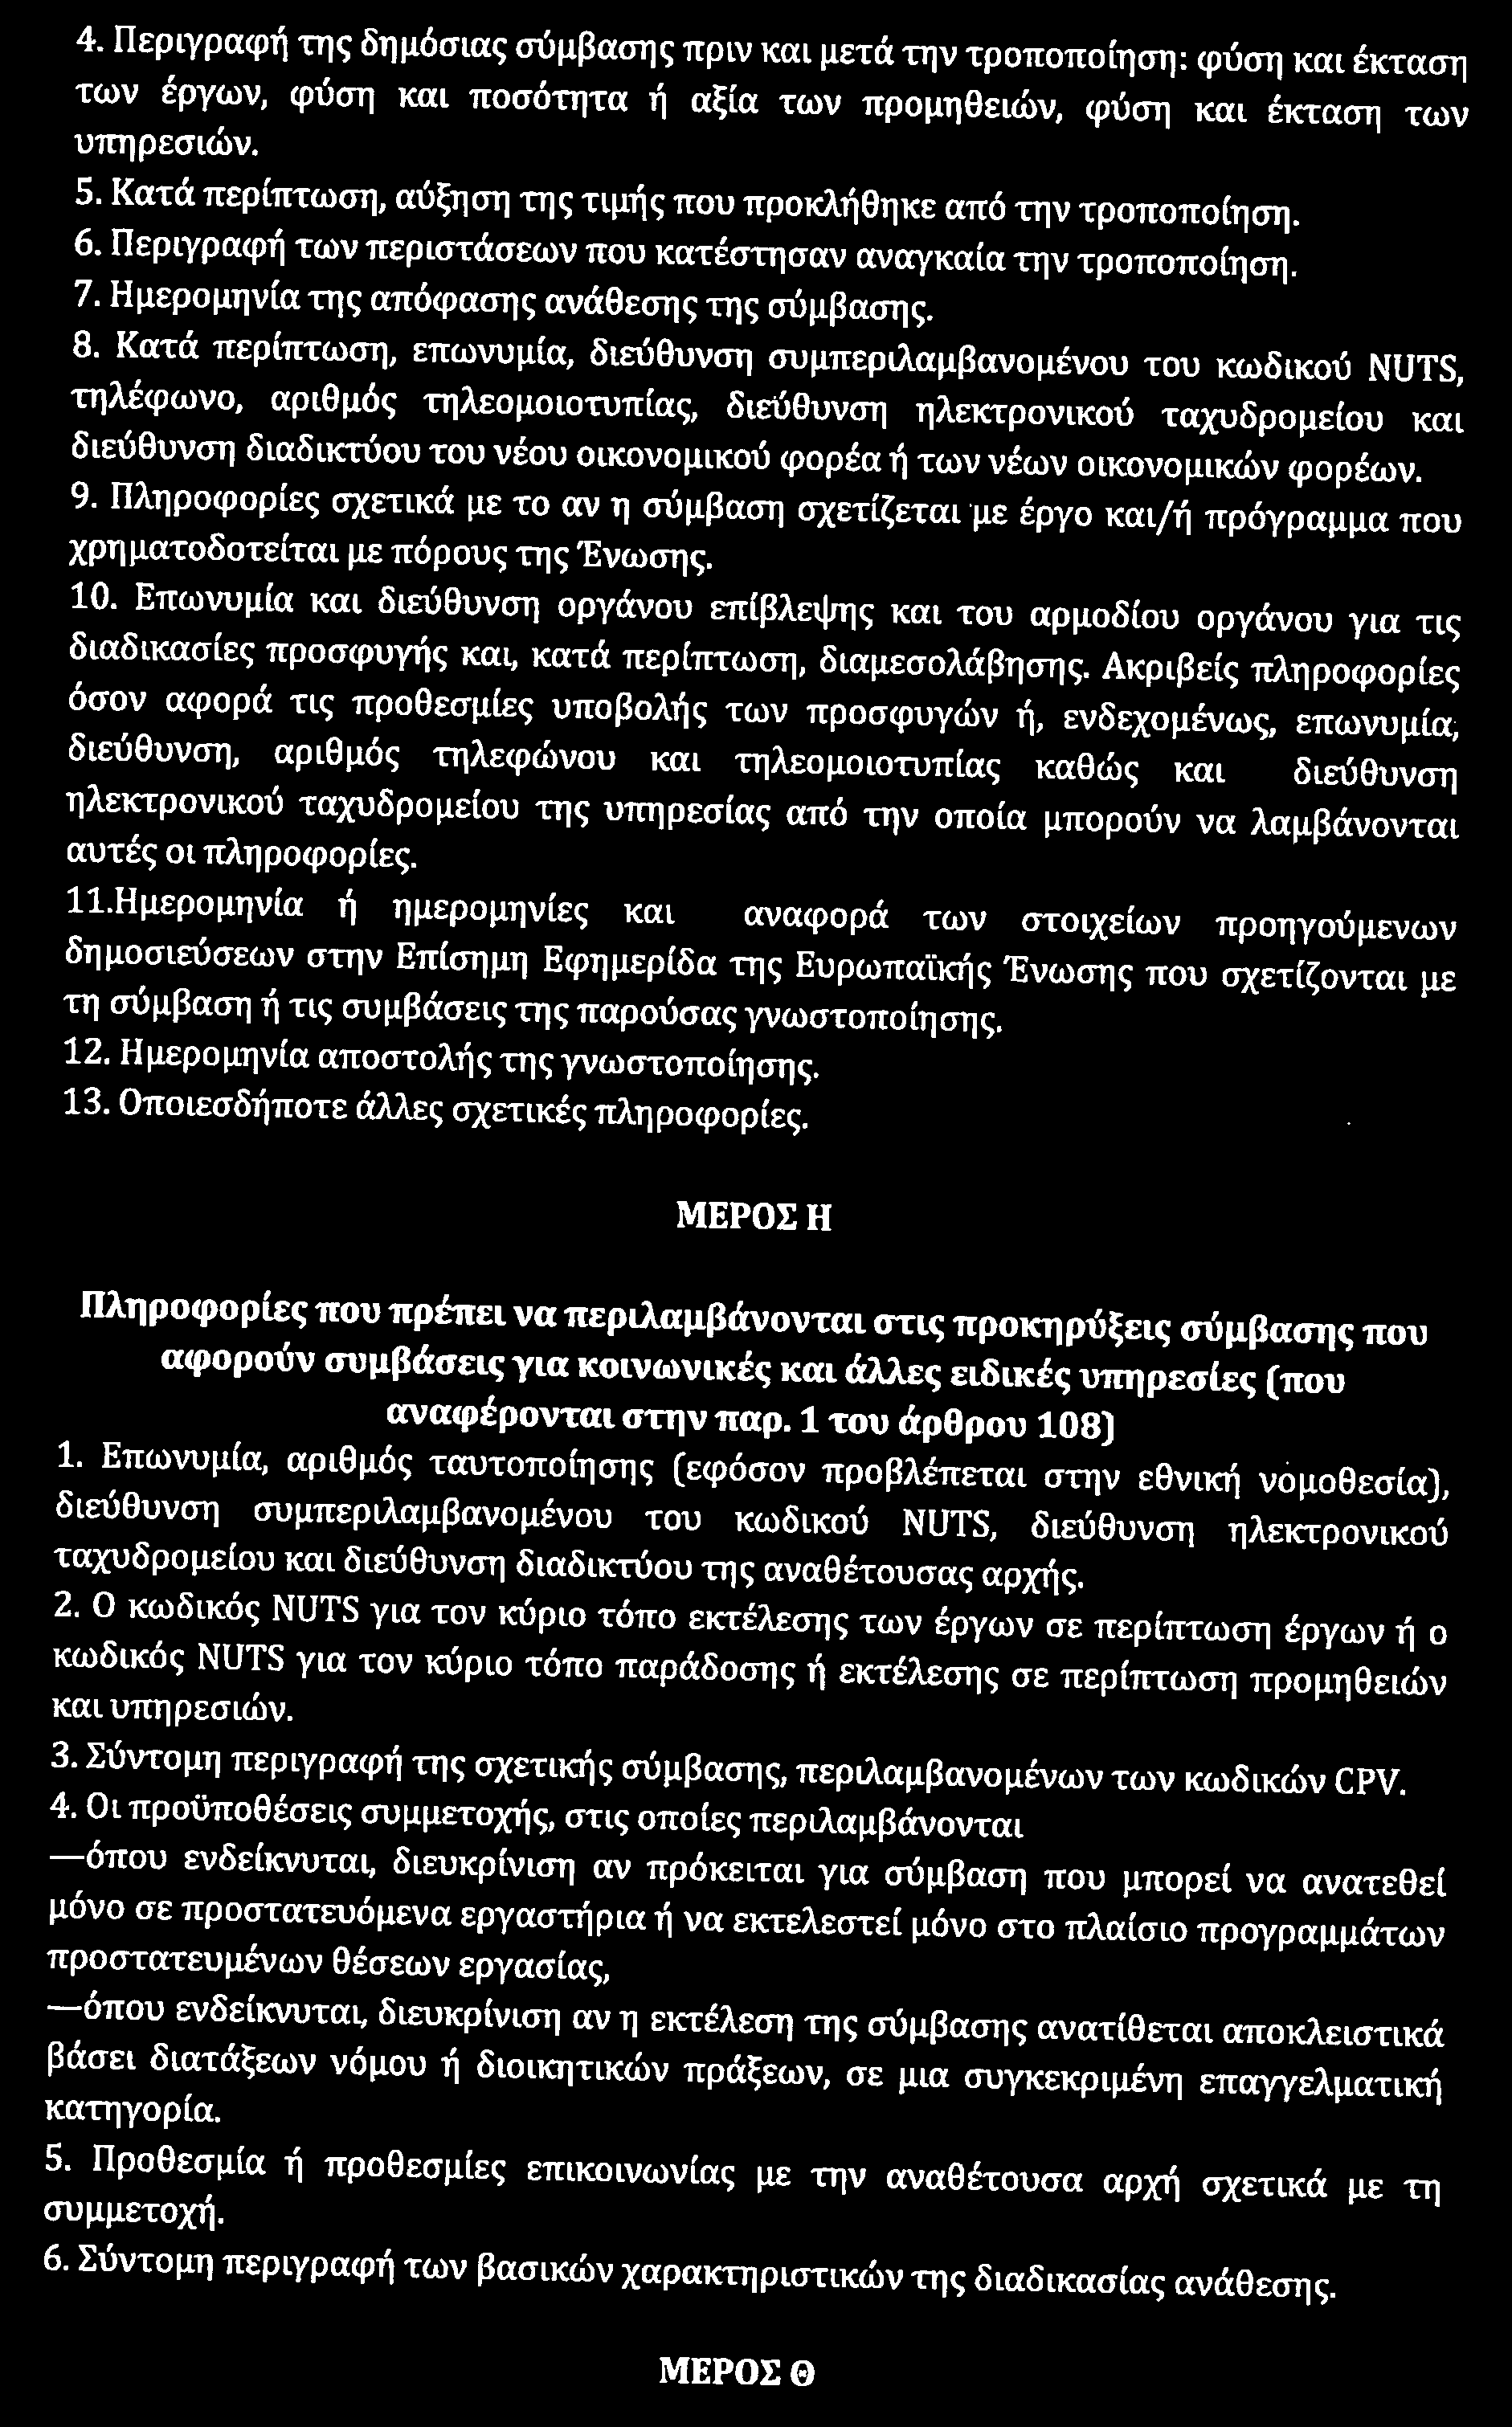 4. Περιγραφή της δημόσιας σύμβασης πριν και μετά την τροποποίηση: φύση και έκταση
των έργων, φύση και ποσότητα ή αξία των προμηθειών, φύση και έκταση των
υπηρεσιών.
5. Κατά περίπτωση, αύξηση της τιμής που προκλήθηκε από την τροποποίηση.
6. Περιγραφή των περιστάσεων που κατέστησαν αναγκαία την τροποποίηση.
7. Ημερομηνία της απόφασης ανάθεσης της σύμβασης.
8. Κατά περίπτωση, επωνυμία, διεύθυνση συμπεριλαμβανομένου του κωδικού NUTS,
τηλέφωνο, αριθμός τηλεομοιοτυπίας, διεύθυνση ηλεκτρονικού ταχυδρομείου και
διεύθυνση διαδικτύου του νέου οικονομικού φορέα ή των νέων οικονομικών φορέων.
9. Πληροφορίες σχετικά με το αν η σύμβαση σχετίζεται με έργο και/ή πρόγραμμα που
χρηματοδοτείται με πόρους της Ένωσης.
10. Επωνυμία και διεύθυνση οργάνου επίβλεψης και του αρμοδίου οργάνου για τις
διαδικασίες προσφυγής και, κατά περίπτωση, διαμεσολάβησης. Ακριβείς πληροφορίες
όσον αφορά τις προθεσμίες υποβολής των προσφυγών ή, ενδεχομένως, επωνυμία,
διεύθυνση, αριθμός τηλεφώνου και τηλεομοιοτυπίας καθώς και διεύθυνση
ηλεκτρονικού ταχυδρομείου της υπηρεσίας από την οποία μπορούν να λαμβάνονται
αυτές οι πληροφορίες.
11.Ημερομηνία ή ημερομηνίες και αναφορά των στοιχείων προηγούμενων
δημοσιεύσεων στην Επίσημη Εφημερίδα της Ευρωπαϊκής Ένωσης που σχετίζονται με
τη σύμβαση ή τις συμβάσεις της παρούσας γνωστοποίησης.
12. Ημερομηνία αποστολής της γνωστοποίησης.
13. Οποιεσδήποτε άλλες σχετικές πληροφορίες.
ΜΕΡΟΣ Η
Πληροφορίες που πρέπει να περιλαμβάνονται στις προκηρύξεις σύμβασης που
αφορούν συμβάσεις για κοινωνικές και άλλες ειδικές υπηρεσίες (που
αναφέρονται στην παρ. 1 του άρθρου 108)
1. Επωνυμία, αριθμός ταυτοποίησης (εφόσον προβλέπεται στην εθνική νομοθεσία),
διεύθυνση συμπεριλαμβανομένου του κωδικού NUTS, διεύθυνση ηλεκτρονικού
ταχυδρομείου και διεύθυνση διαδικτύου της αναθέτουσας αρχής.
2. Ο κωδικός NUTS για τον κύριο τόπο εκτέλεσης των έργων σε περίπτωση έργων ή ο
κωδικός NUTS για τον κύριο τόπο παράδοσης ή εκτέλεσης σε περίπτωση προμηθειών
και υπηρεσιών.
3. Σύντομη περιγραφή της σχετικής σύμβασης, περιλαμβανομένων των κωδικών CPV.
4. Οι προϋποθέσεις συμμετοχής, στις οποίες περιλαμβάνονται
—όπου ενδείκνυται, διευκρίνιση αν πρόκειται για σύμβαση που μπορεί να ανατεθεί
μόνο σε προστατευόμενα εργαστήρια ή να εκτελεστεί μόνο στο πλαίσιο προγραμμάτων
προστατευμένων θέσεων εργασίας,
—όπου ενδείκνυται, διευκρίνιση αν η εκτέλεση της σύμβασης ανατίθεται αποκλειστικά
βάσει διατάξεων νόμου ή διοικητικών πράξεων, σε μια συγκεκριμένη επαγγελματική
κατηγορία.
5. Προθεσμία ή προθεσμίες επικοινωνίας με την αναθέτουσα αρχή σχετικά με τη
συμμετοχή.
6. Σύντομη περιγραφή των βασικών χαρακτηριστικών της διαδικασίας ανάθεσης.
ΜΕΡΟΣ Θ